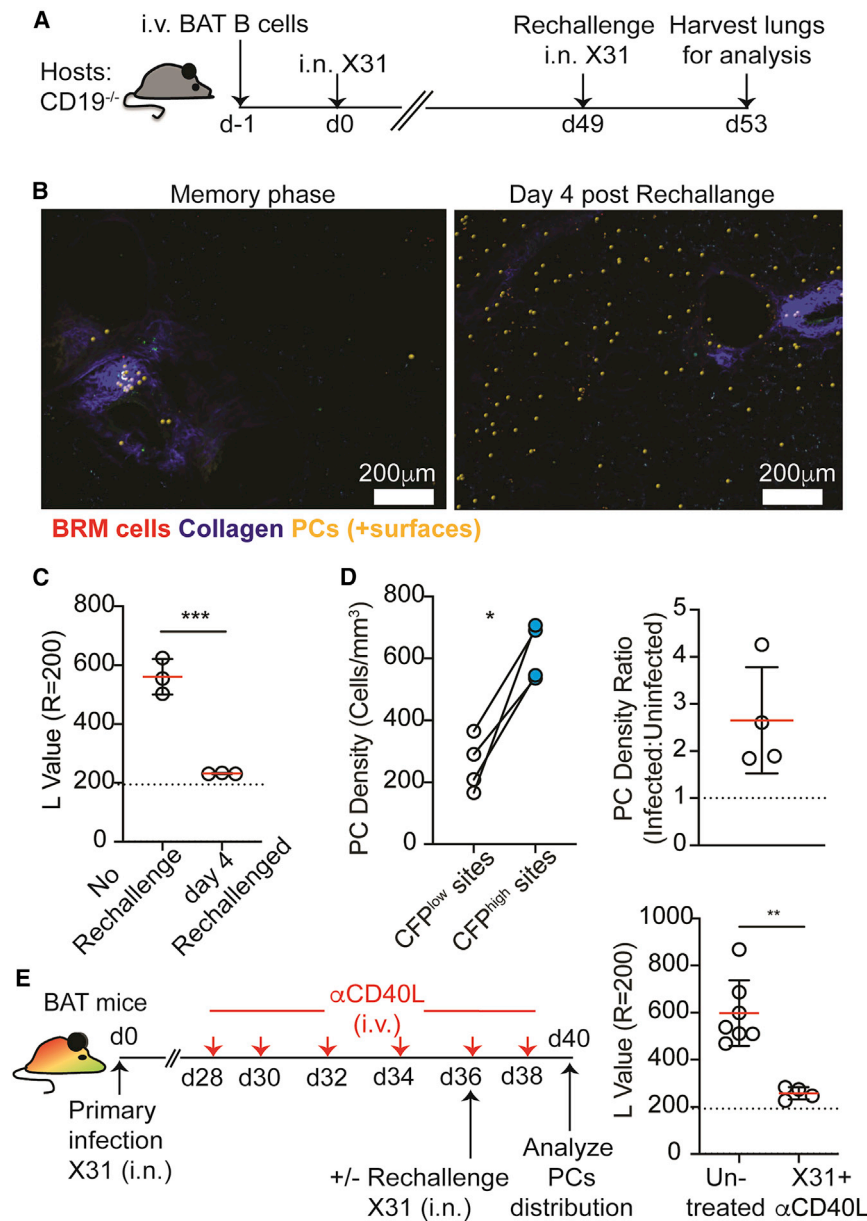 A
i.v. BAT B cells
Hosts:
CD19-/-
i.n. X31
Rechallenge
i.n. X31
Harvest lungs
for analysis
d-1
d0
d49
d53
B
Memory phase
Day 4 post Rechallange
200μm
200μm
BRM cells Collagen PCs (+surfaces)
C
L Value (R=200)
800
600
400
200
0
***
No
Rechallenge
day 4
Rechallenged
D
PC Density (Cells/mm³)
800
600
400
200
0
*
CFPlow sites
CFPhigh sites
PC Density Ratio
(Infected:Uninfected)
5
4
3
2
1
0
E
BAT mice
d0
Primary
infection
X31 (i.n.)
αCD40L
(i.v.)
d28
d30
d32
d34
d36
d38
d40
+/- Rechallenge
X31 (i.n.)
Analyze
PCs
distribution
L Value (R=200)
1000
800
600
400
200
0
**
Un-
treated
X31+
αCD40L